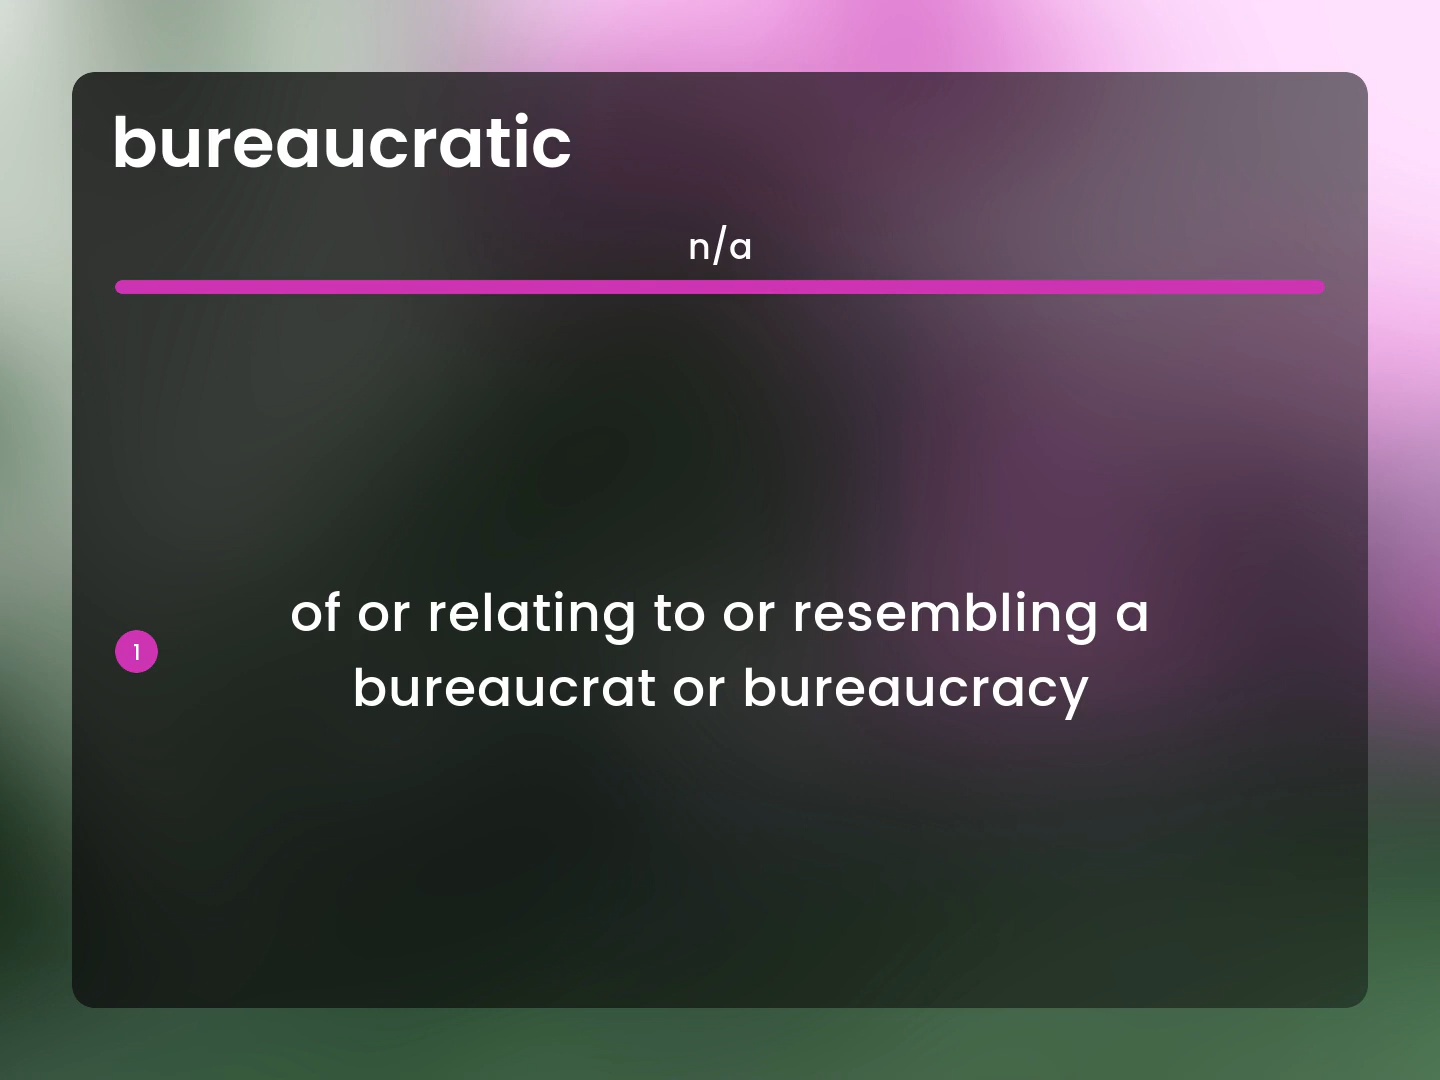 bureaucratic
n/a
1
of or relating to or resembling a
bureaucrat or bureaucracy